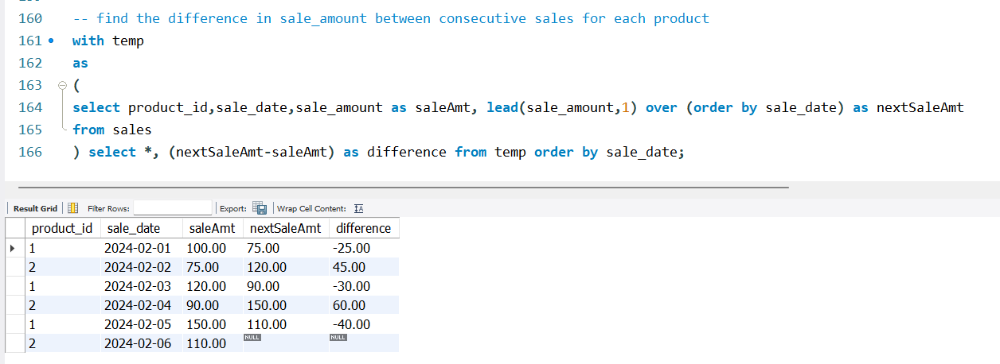 160 -- find the difference in sale_amount between consecutive sales for each product
161 with temp
162 as
163 (
164 select product_id,sale_date,sale_amount as saleAmt, lead(sale_amount,1) over (order by sale_date) as nextSaleAmt
165 from sales
166 ) select *, (nextSaleAmt-saleAmt) as difference from temp order by sale_date;
Result Grid Filter Rows: Export: Wrap Cell Content:
product_id sale_date saleAmt nextSaleAmt difference
1 2024-02-01 100.00 75.00 -25.00
2 2024-02-02 75.00 120.00 45.00
1 2024-02-03 120.00 90.00 -30.00
2 2024-02-04 90.00 150.00 60.00
1 2024-02-05 150.00 110.00 -40.00
2 2024-02-06 110.00 NULL NULL